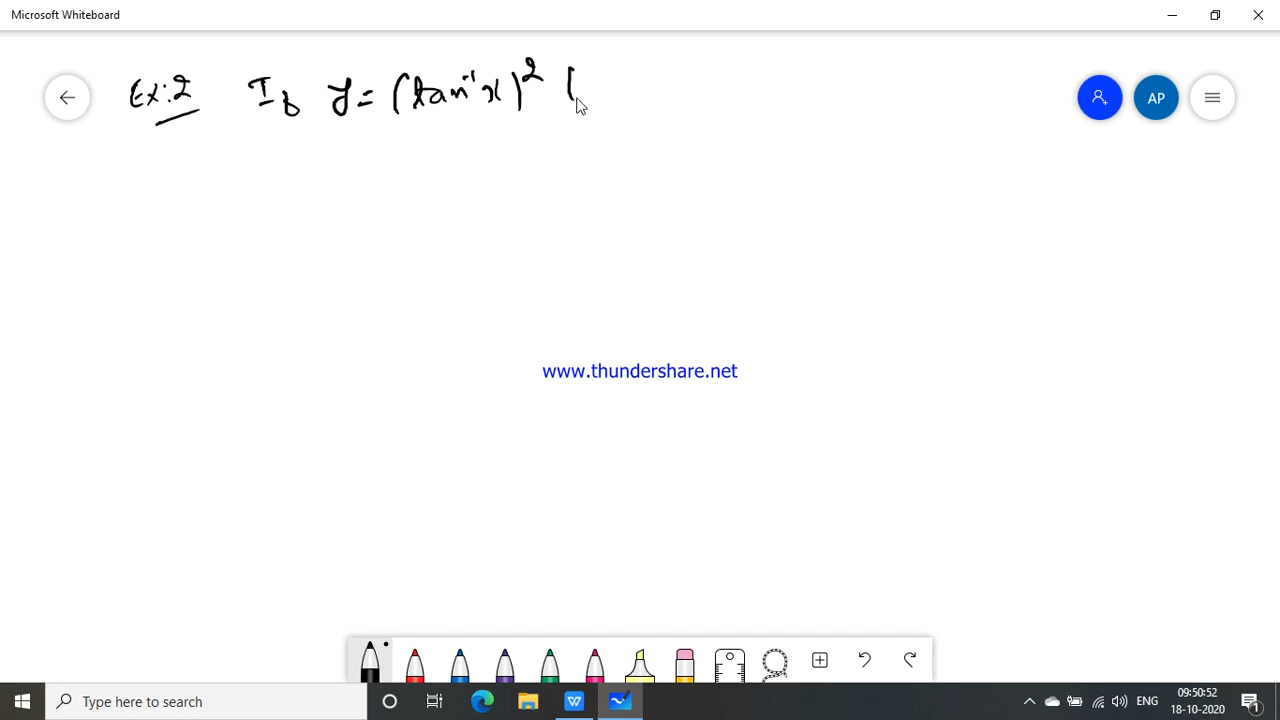 Microsoft Whiteboard
Ex:2 If y = (tan⁻¹x)² (
AP
www.thundershare.net
Type here to search
W
ENG
09:50:52
18-10-2020
1